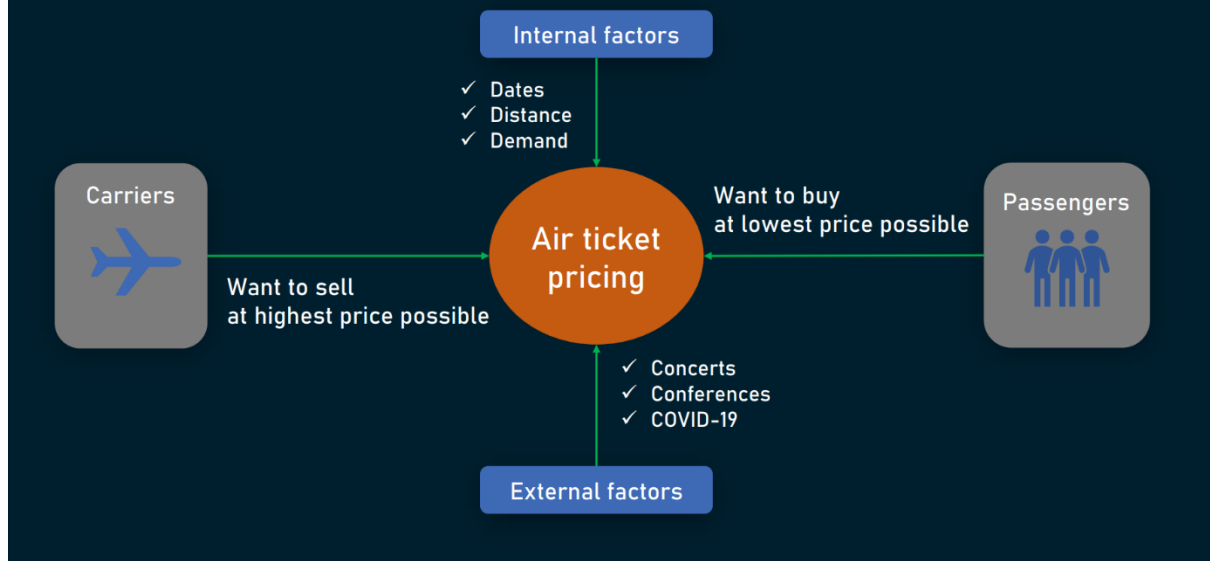 Internal factors
✓ Dates
✓ Distance
✓ Demand
Carriers
Want to sell
at highest price possible
Air ticket
pricing
Want to buy
at lowest price possible
Passengers
✓ Concerts
✓ Conferences
✓ COVID-19
External factors